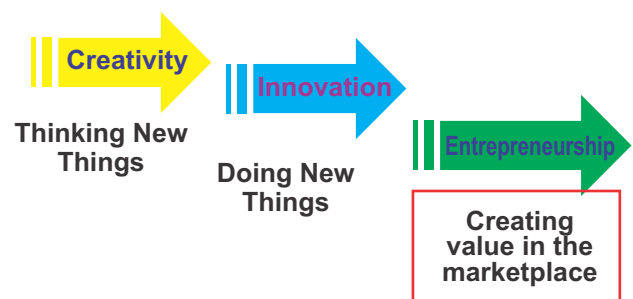 Creativity
Thinking New
Things
Innovation
Doing New
Things
Entrepreneurship
Creating
value in the
marketplace